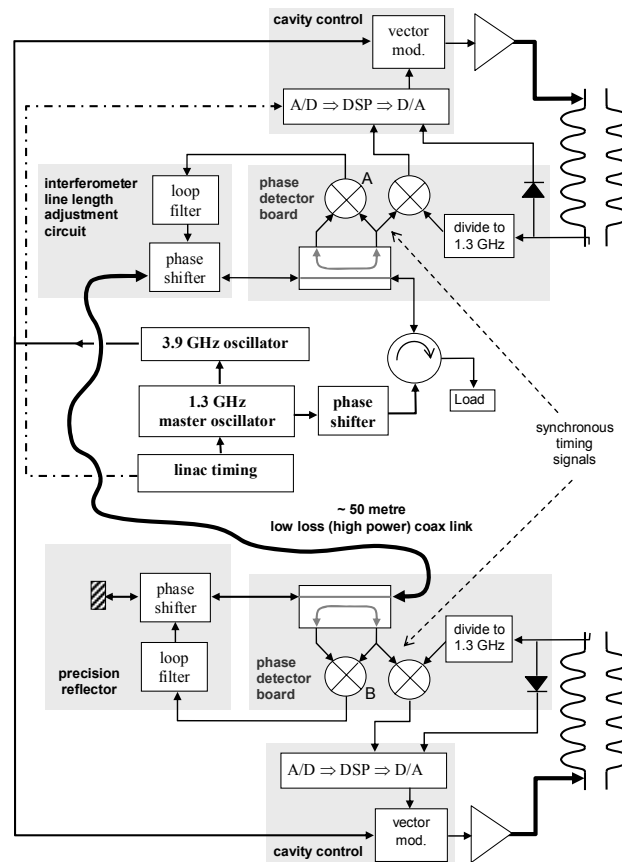 cavity control
vector
mod.
A/D ⇒ DSP ⇒ D/A
interferometer
line length
adjustment
circuit
loop
filter
phase
shifter
phase
detector
board
A
divide to
1.3 GHz
3.9 GHz oscillator
1.3 GHz
master oscillator
phase
shifter
Load
linac timing
synchronous
timing
signals
~ 50 metre
low loss (high power) coax link
phase
shifter
loop
filter
precision
reflector
phase
detector
board
B
divide to
1.3 GHz
A/D ⇒ DSP ⇒ D/A
vector
mod.
cavity control